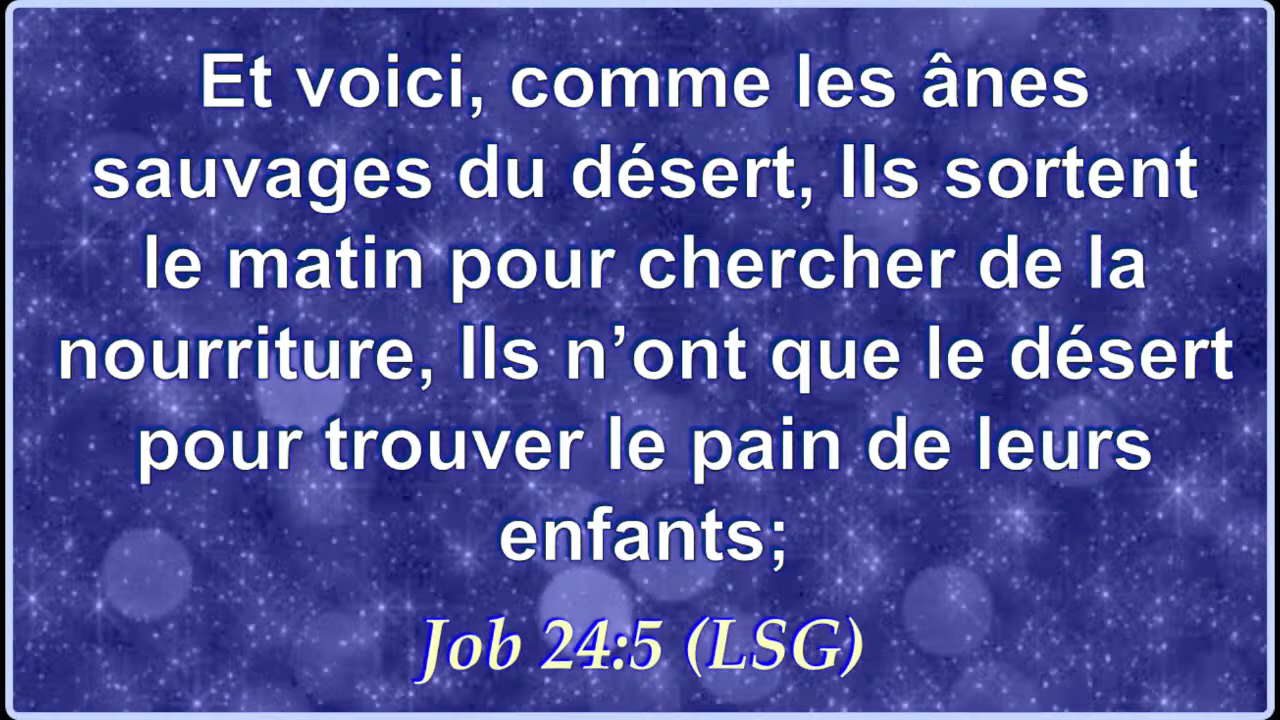 Et voici, comme les ânes
sauvages du désert, Ils sortent
le matin pour chercher de la
nourriture, Ils n’ont que le désert
pour trouver le pain de leurs
enfants;
Job 24:5 (LSG)